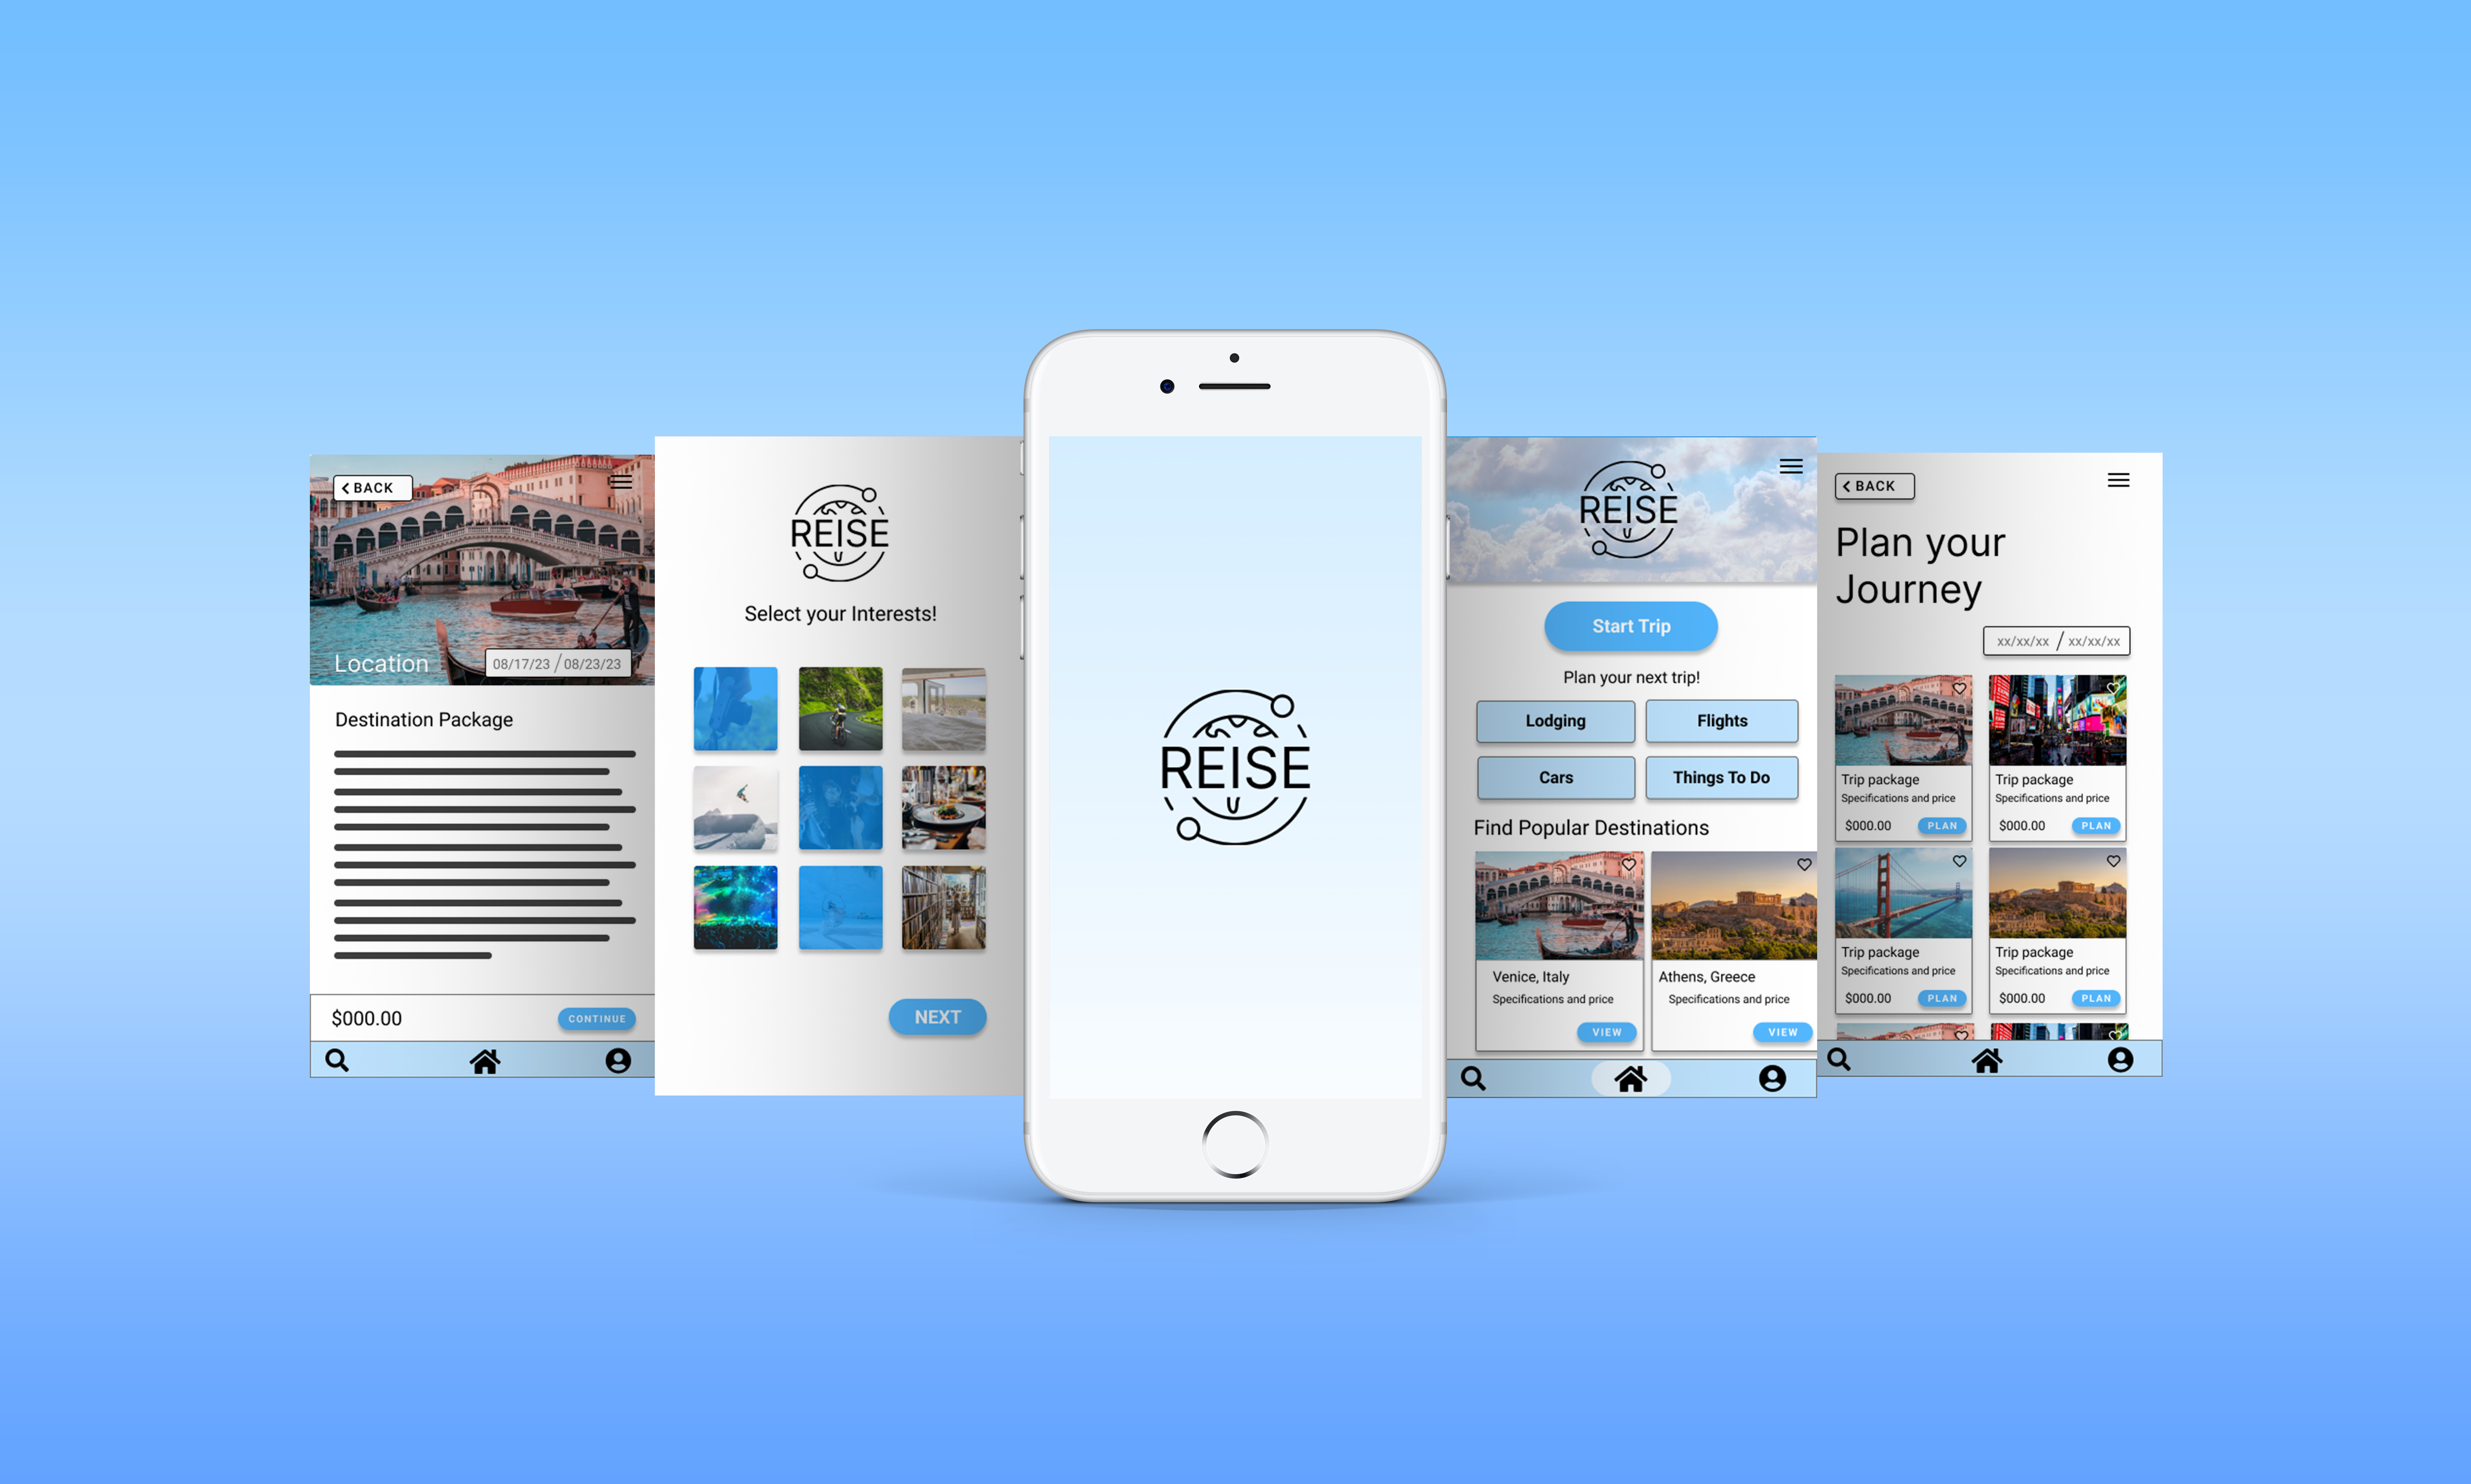 BACK
Location
08/17/23 / 08/23/23
Destination Package
$000.00
CONTINUE
REISE
Select your Interests!
NEXT
REISE
REISE
Start Trip
Plan your next trip!
Lodging
Flights
Cars
Things To Do
Find Popular Destinations
Venice, Italy
Specifications and price
VIEW
Athens, Greece
Specifications and price
VIEW
BACK
Plan your
Journey
xx/xx/xx / xx/xx/xx
Trip package
Specifications and price
$000.00
PLAN
Trip package
Specifications and price
$000.00
PLAN
Trip package
Specifications and price
$000.00
PLAN
Trip package
Specifications and price
$000.00
PLAN